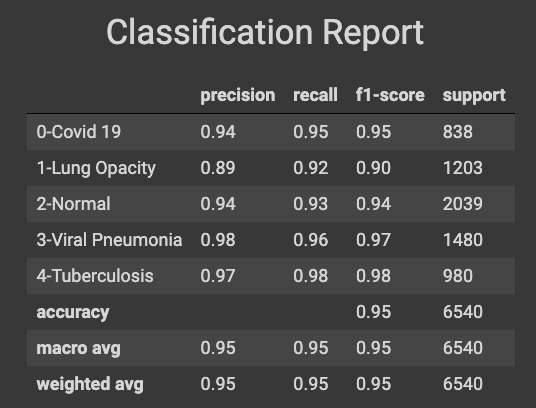 Classification Report
precision recall f1-score support
0-Covid 19 0.94 0.95 0.95 838
1-Lung Opacity 0.89 0.92 0.90 1203
2-Normal 0.94 0.93 0.94 2039
3-Viral Pneumonia 0.98 0.96 0.97 1480
4-Tuberculosis 0.97 0.98 0.98 980
accuracy 0.95 6540
macro avg 0.95 0.95 0.95 6540
weighted avg 0.95 0.95 0.95 6540